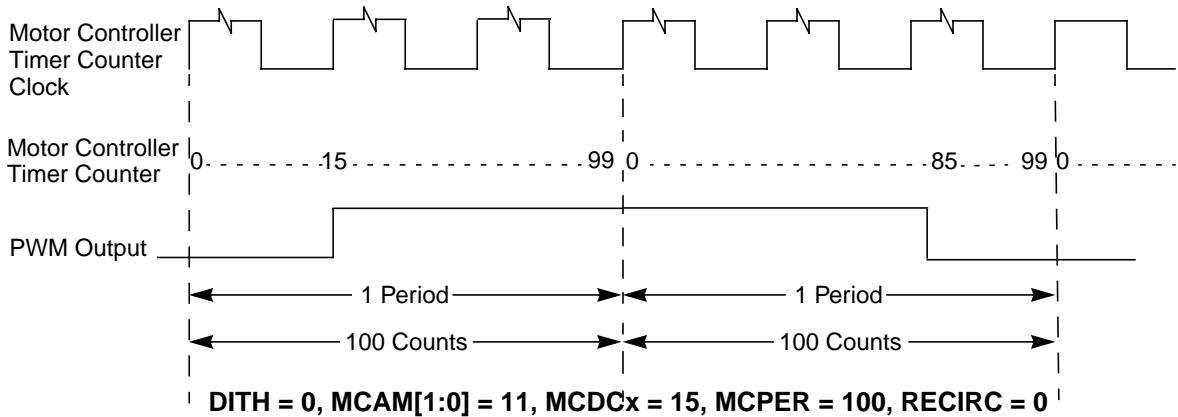 Motor Controller
Timer Counter
Clock
Motor Controller
Timer Counter
0 15 99 0 85 99 0
PWM Output
1 Period 1 Period
100 Counts 100 Counts
DITH = 0, MCAM[1:0] = 11, MCDCx = 15, MCPER = 100, RECIRC = 0